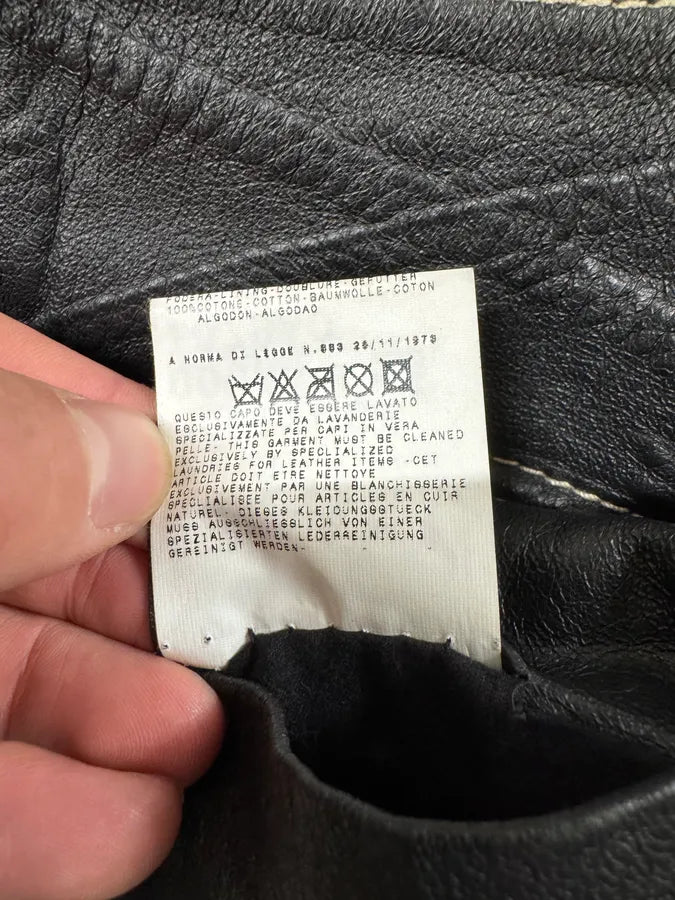 FODERA-LINING-DOUBLURE-GEFUTTER
100%COTONE-COTTON-BAUMWOLLE-COTON
ALGODON-ALGODAO
A NORMA DI LEGGE N.883 26/11/1973
QUESTO CAPO DEVE ESSERE LAVATO
ESCLUSIVAMENTE DA LAVANDERIE
SPECIALIZZATE PER CAPI IN VERA
PELLE- THIS GARMENT MUST BE CLEANED
EXCLUSIVELY BY SPECIALIZED
LAUNDRIES FOR LEATHER ITEMS -CET
ARTICLE DOIT ETRE NETTOYE
EXCLUSIVEMENT PAR UNE BLANCHISSERIE
SPECIALISEE POUR ARTICLES EN CUIR
NATUREL- DIESES KLEIDUNGSSTUECK
MUSS AUSSCHLIESSLICH VON EINER
SPEZIALISIERTEN LEDERREINIGUNG
GEREINIGT WERDEN-